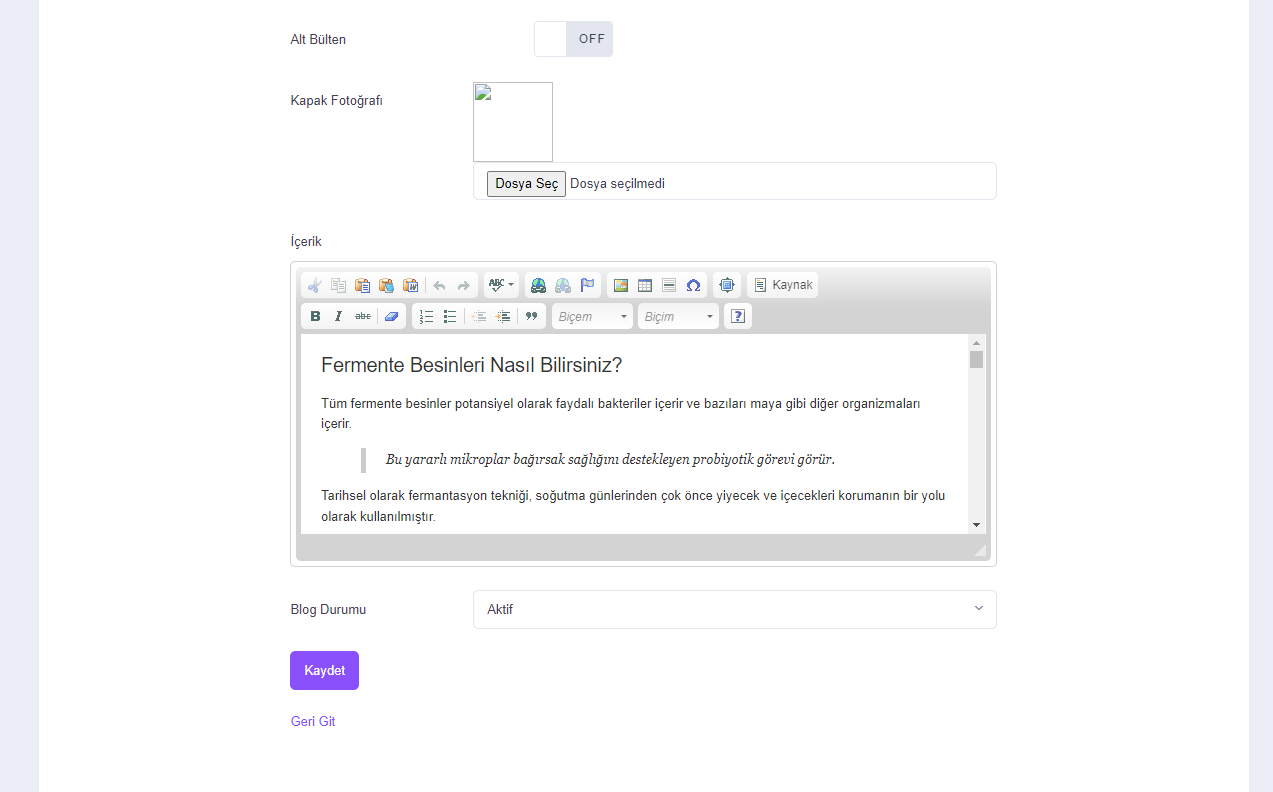 Alt Bülten
OFF
Kapak Fotoğrafı
Dosya Seç Dosya seçilmedi
İçerik
ABC
Kaynak
B I abc
Biçem
Biçim
?
Fermente Besinleri Nasıl Bilirsiniz?
Tüm fermente besinler potansiyel olarak faydalı bakteriler içerir ve bazıları maya gibi diğer organizmaları
içerir.
Bu yararlı mikroplar bağırsak sağlığını destekleyen probiyotik görevi görür.
Tarihsel olarak fermantasyon tekniği, soğutma günlerinden çok önce yiyecek ve içecekleri korumanın bir yolu
olarak kullanılmıştır.
Blog Durumu
Aktif
Kaydet
Geri Git